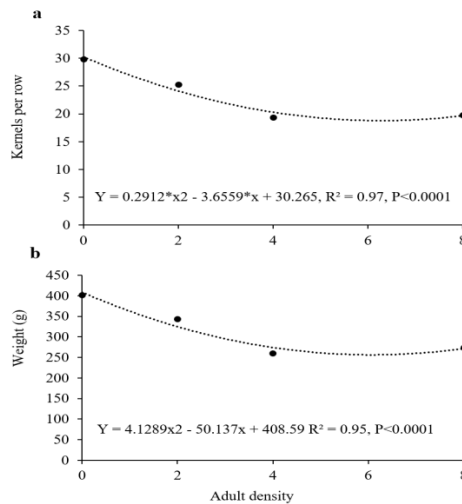 a
35
30
25
20
15
10
5
0
Kernels per row
Y = 0.2912*x2 - 3.6559*x + 30.265, R² = 0.97, P<0.0001
0 2 4 6 8
b
450
400
350
300
250
200
150
100
50
0
Weight (g)
Y = 4.1289x2 - 50.137x + 408.59 R² = 0.95, P<0.0001
0 2 4 6 8
Adult density